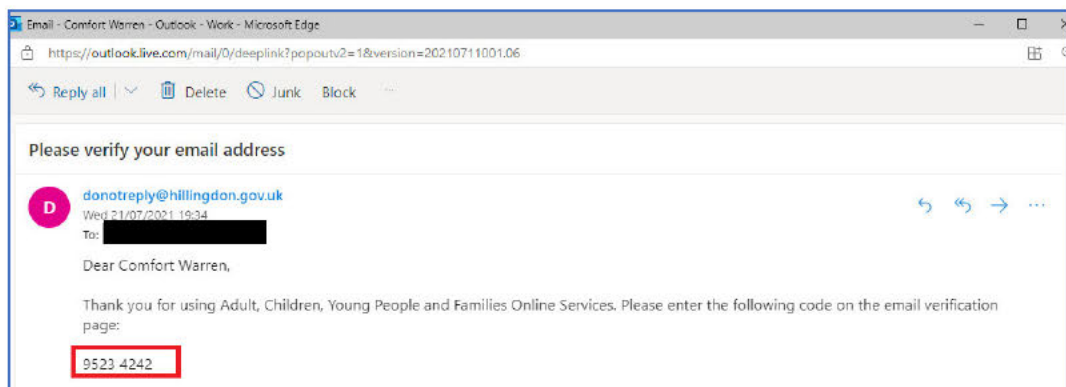 Email - Comfort Warren - Outlook - Work - Microsoft Edge
https://outlook.live.com/mail/0/deeplink?popoutv2=1&version=20210711001.06
Reply all Delete Junk Block ...
Please verify your email address
D
donotreply@hillingdon.gov.uk
Wed 21/07/2021 19:34
To:
Dear Comfort Warren,
Thank you for using Adult, Children, Young People and Families Online Services. Please enter the following code on the email verification
page:
9523 4242